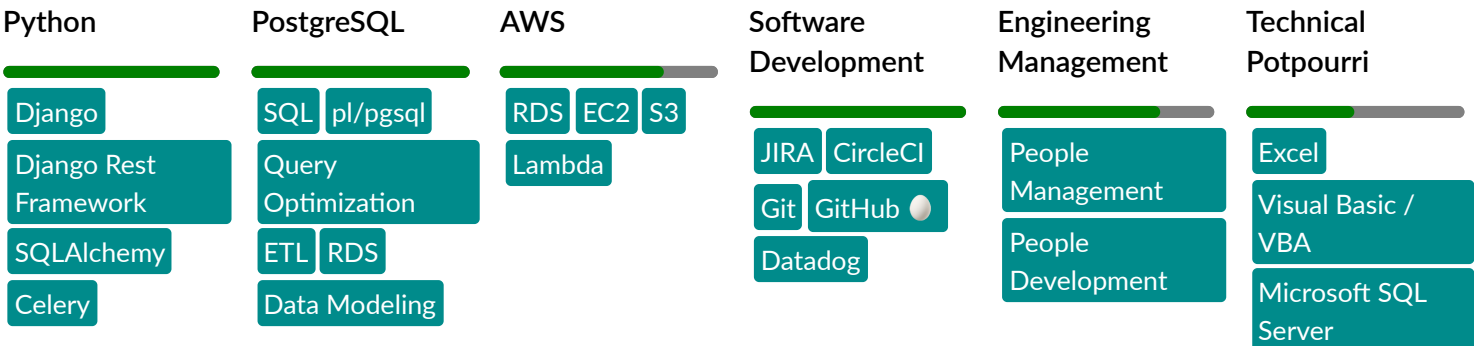 Python
Django
Django Rest
Framework
SQLAlchemy
Celery
PostgreSQL
SQL pl/pgsql
Query
Optimization
ETL RDS
Data Modeling
AWS
RDS EC2 S3
Lambda
Software
Development
JIRA CircleCI
Git GitHub 🥚
Datadog
Engineering
Management
People
Management
People
Development
Technical
Potpourri
Excel
Visual Basic /
VBA
Microsoft SQL
Server